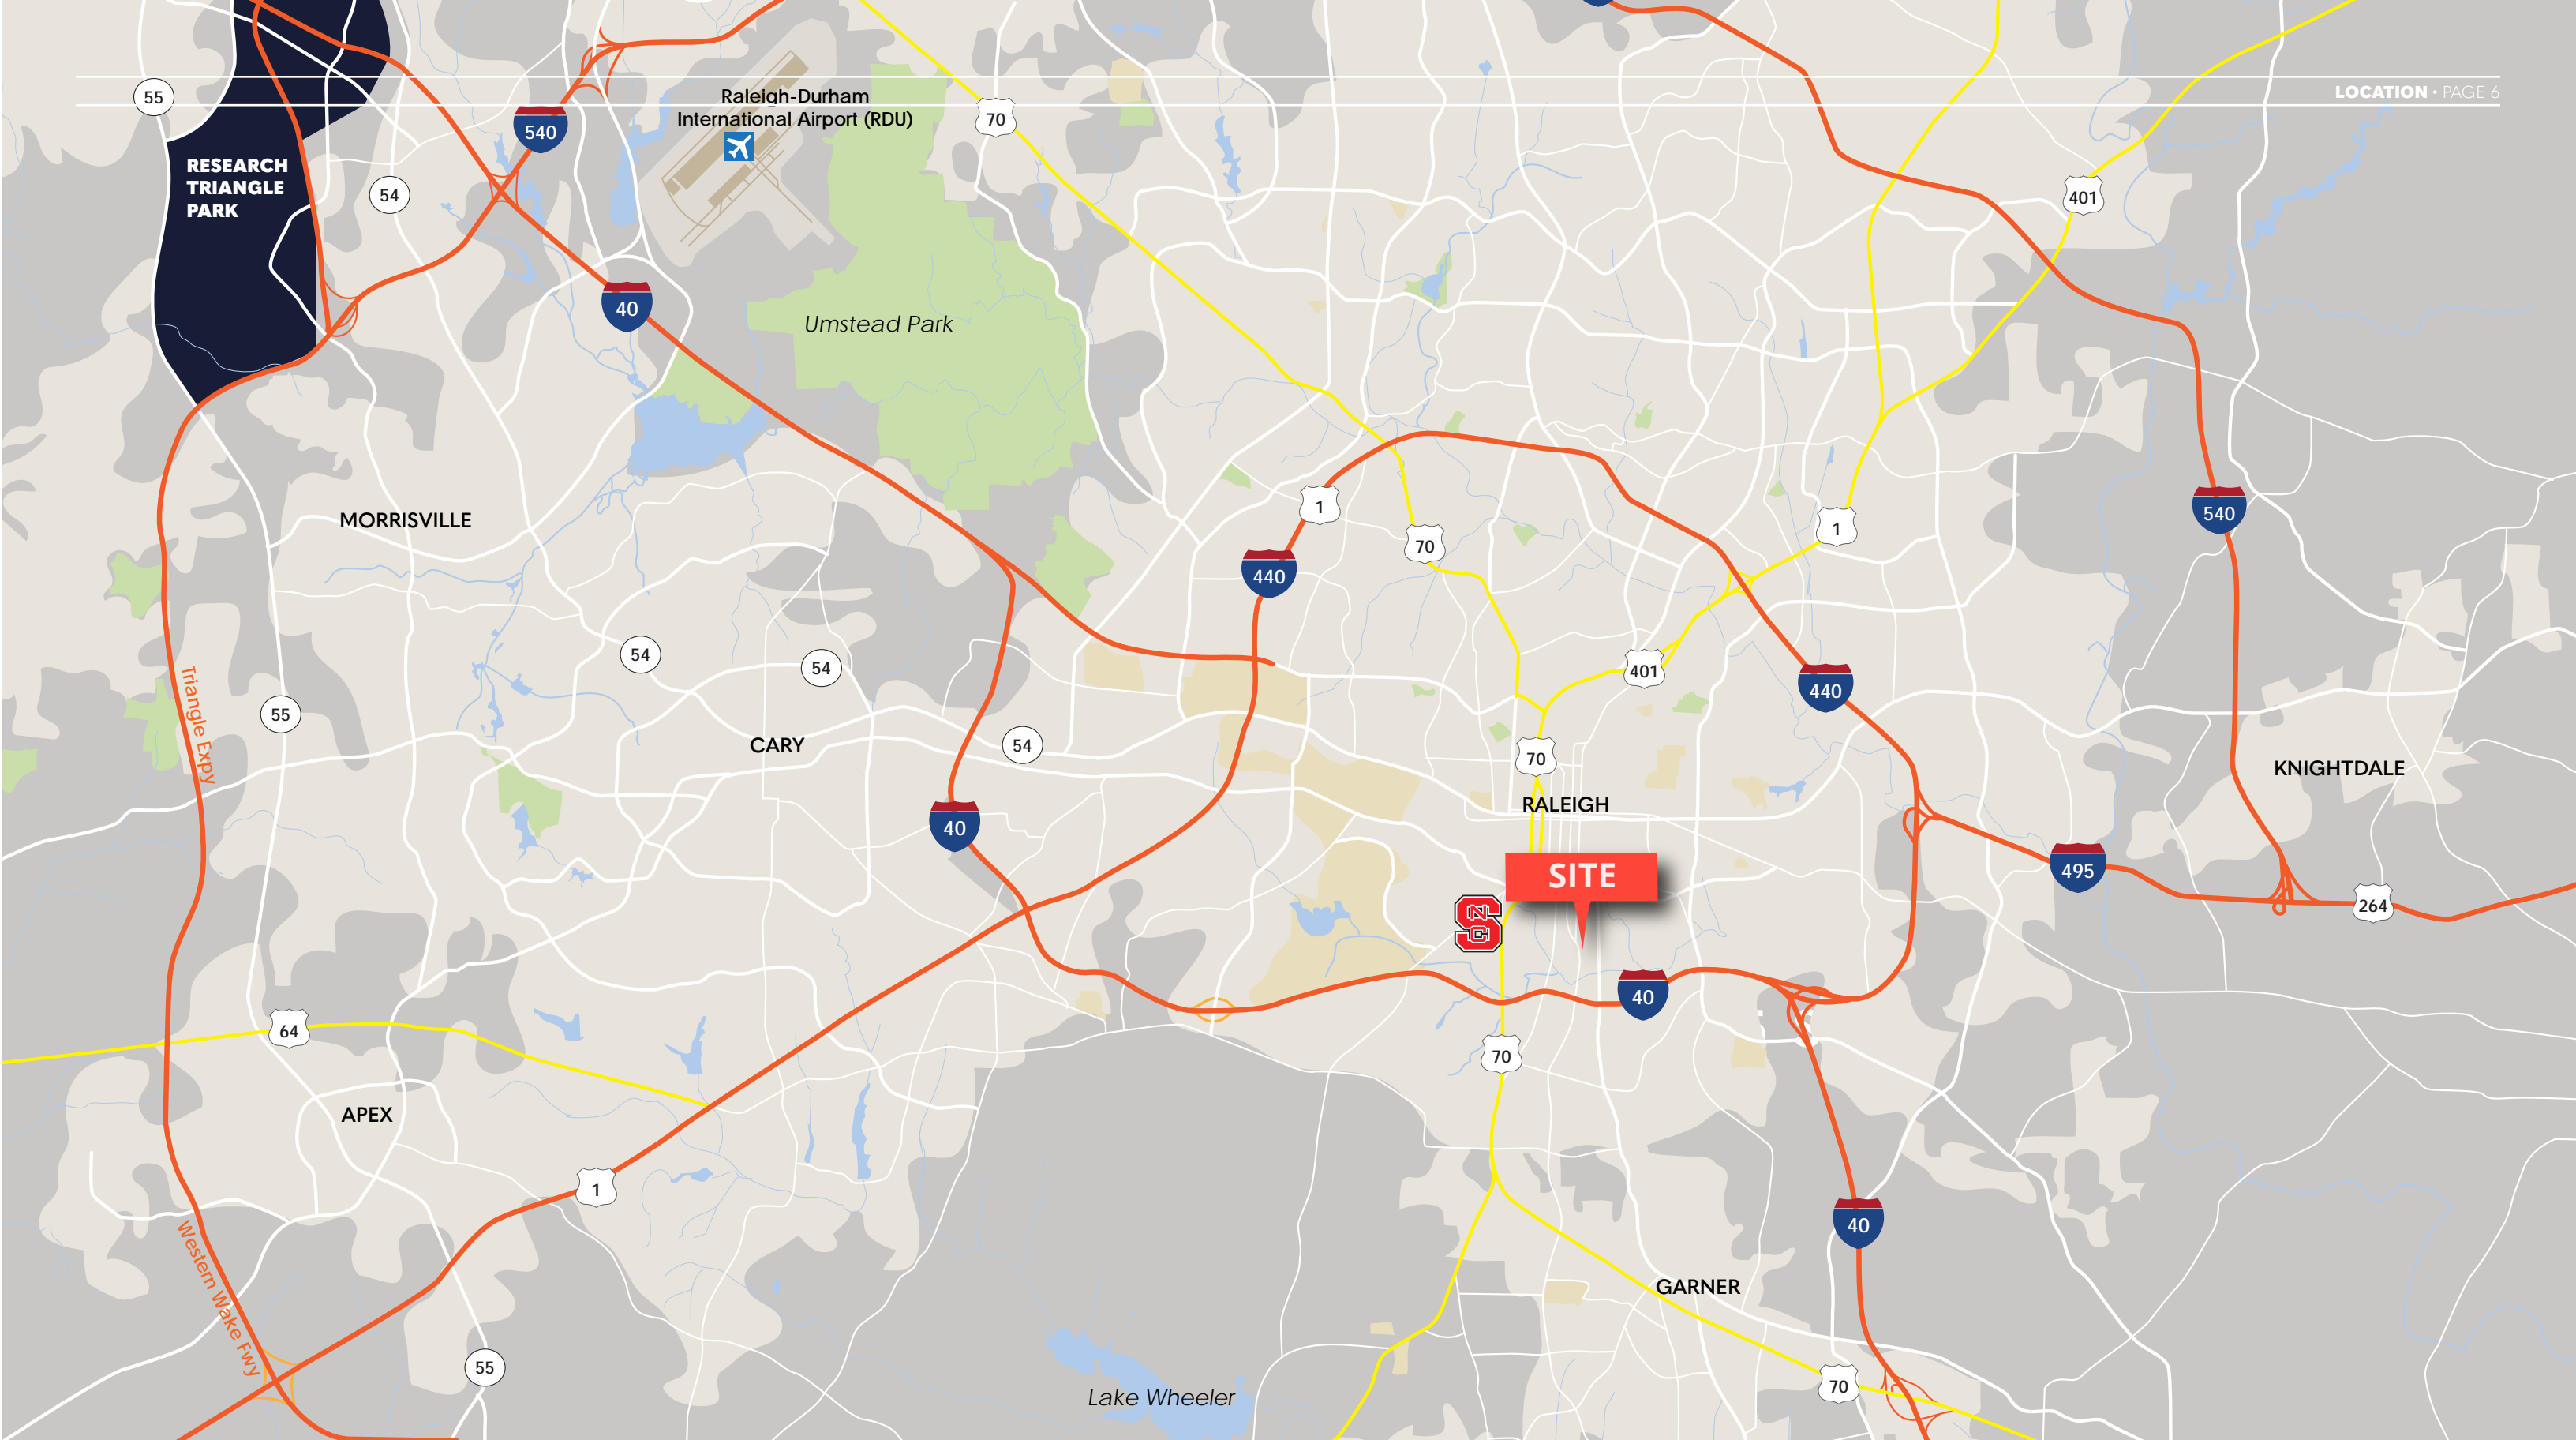 LOCATION • PAGE 6
55
540
Raleigh-Durham
International Airport (RDU)
70
RESEARCH
TRIANGLE
PARK
54
401
40
Umstead Park
MORRISVILLE
1
440
70
1
540
54
54
401
440
Triangle Expy
55
CARY
54
70
KNIGHTDALE
RALEIGH
40
SITE
495
264
NC
S
40
64
70
APEX
1
40
Western Wake Fwy
GARNER
55
Lake Wheeler
70